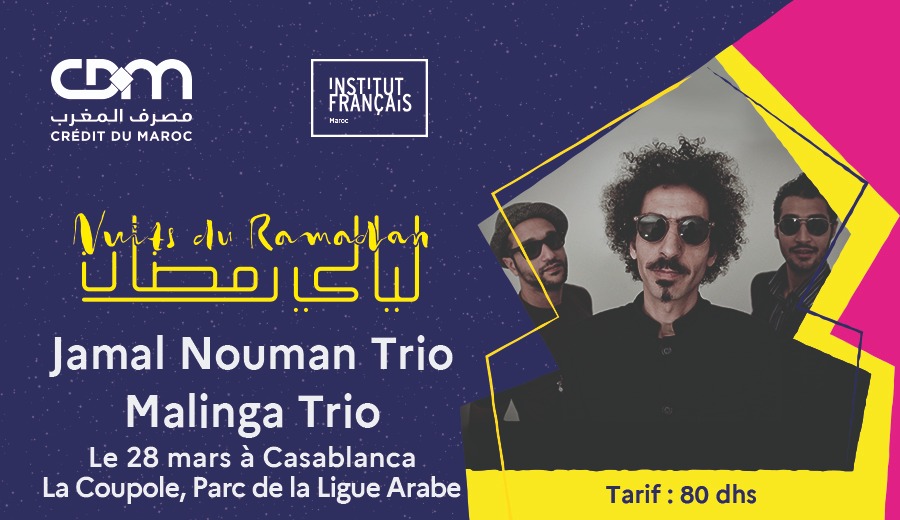 CDM
مصرف المغرب
CRÉDIT DU MAROC
INSTITUT
FRANÇAIS
Maroc
Nuits du Ramadan
ليالي رمضان
Jamal Nouman Trio
Malinga Trio
Le 28 mars à Casablanca
La Coupole, Parc de la Ligue Arabe
Tarif : 80 dhs